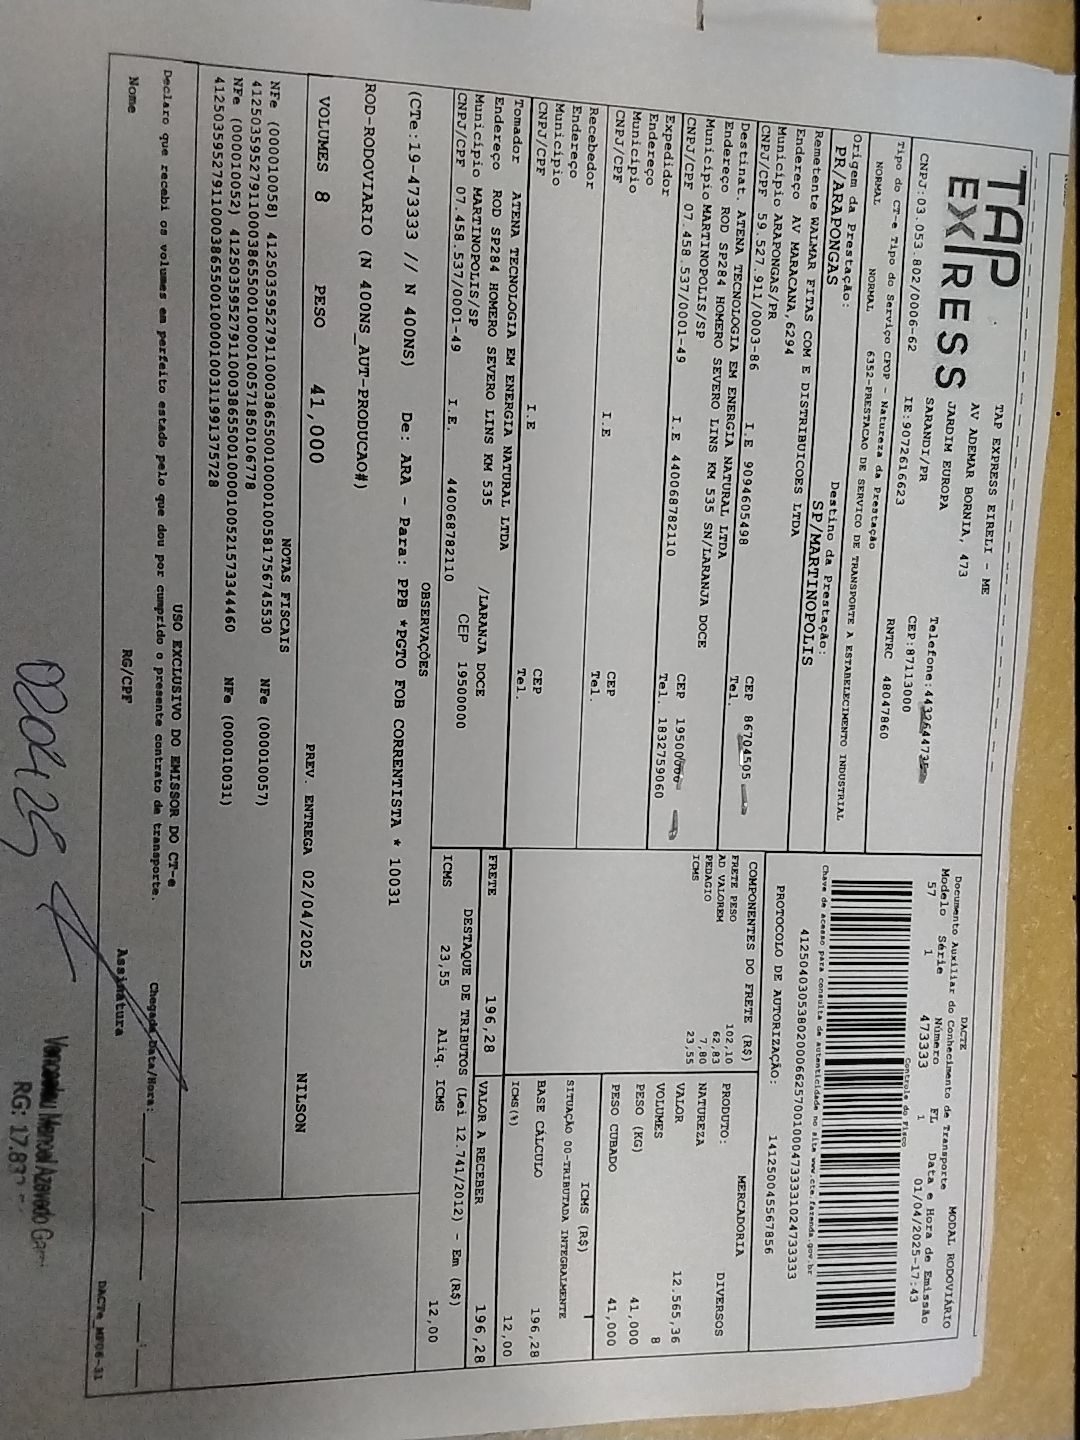 TAP EXPRESS
TAP EXPRESS EIRELI - ME
AV ADEMAR BORNIA, 473
JARDIM EUROPA
SARANDI/PR
CNPJ:03.053.802/0006-62
IE:9072616623
CEP:87113000
RNTRC 48047860
Tipo do CT-e Tipo do Serviço CFOP - Natureza da Prestação
NORMAL NORMAL 6352-PRESTACAO DE SERVICO DE TRANSPORTE A ESTABELECIMENTO INDUSTRIAL
Origem da Prestação: Destino da Prestação:
PR/ARAPONGAS SP/MARTINOPOLIS
Remetente WALMAR FITAS COM E DISTRIBUICOES LTDA
Endereço AV MARACANA,6294
Município ARAPONGAS/PR CEP 86704505
CNPJ/CPF 59.527.911/0003-86 I.E 9094605498 Tel.
Destinat. ATENA TECNOLOGIA EM ENERGIA NATURAL LTDA
Endereço ROD SP284 HOMERO SEVERO LINS KM 535 SN/LARANJA DOCE
Município MARTINOPOLIS/SP CEP
CNPJ/CPF 07.458.537/0001-49 I.E 440068782110 Tel. 1832759060
Expedidor
Endereço
Município CEP
CNPJ/CPF I.E Tel.
Recebedor
Endereço
Município CEP
CNPJ/CPF I.E Tel.
Tomador ATENA TECNOLOGIA EM ENERGIA NATURAL LTDA
Endereço ROD SP284 HOMERO SEVERO LINS KM 535 /LARANJA DOCE
Município MARTINOPOLIS/SP CEP 19500000
CNPJ/CPF 07.458.537/0001-49 I.E. 440068782110
DACTE MODAL RODOVIÁRIO
Documento Auxiliar do Conhecimento de Transporte
Modelo Série Número FL Data e Hora de Emissão
57 1 473333 1 01/04/2025-17:43
Controle do Fisco
Chave de acesso para consulta de autenticidade no site www.cte.fazenda.gov.br
41250403053802000662570010004733331024733333
PROTOCOLO DE AUTORIZAÇÃO: 141250045567856
COMPONENTES DO FRETE (R$)
FRETE PESO 102,10
AD VALOREM 62,83
PEDAGIO 7,80
ICMS 23,55
MERCADORIA
PRODUTO: DIVERSOS
NATUREZA
VALOR 12.565,36
VOLUMES 8
PESO (KG) 41,000
PESO CUBADO 41,000
ICMS (R$)
SITUAÇÃO 00-TRIBUTADA INTEGRALMENTE
BASE CÁLCULO 196,28
ICMS(%) 12,00
FRETE 196,28 VALOR A RECEBER 196,28
DESTAQUE DE TRIBUTOS (Lei 12.741/2012) - Em (R$)
ICMS 23,55 Aliq. ICMS 12,00
OBSERVAÇÕES
(CTe:19-473333 // N 400NS) De: ARA - Para: PPB *PGTO FOB CORRENTISTA * 10031
ROD-RODOVIARIO (N 400NS_AUT-PRODUCAO#)
VOLUMES 8 PESO 41,000 PREV. ENTREGA 02/04/2025 NILSON
NOTAS FISCAIS
NFe (000010058) 41250359527911000386550010000100581756745530 NFe (000010057)
41250359527911000386550010000100571850106778
NFe (000010052) 41250359527911000386550010000100521573344460 NFe (000010031)
41250359527911000386550010000100311991375728
USO EXCLUSIVO DO EMISSOR DO CT-e
Declaro que recebi os volumes em perfeito estado pelo que dou por cumprido o presente contrato de transporte. Chegada Data/Hora: __/__/__ __:__
Nome RG/CPF Assinatura DACTe_MF06-31
020425
RG: 17.83